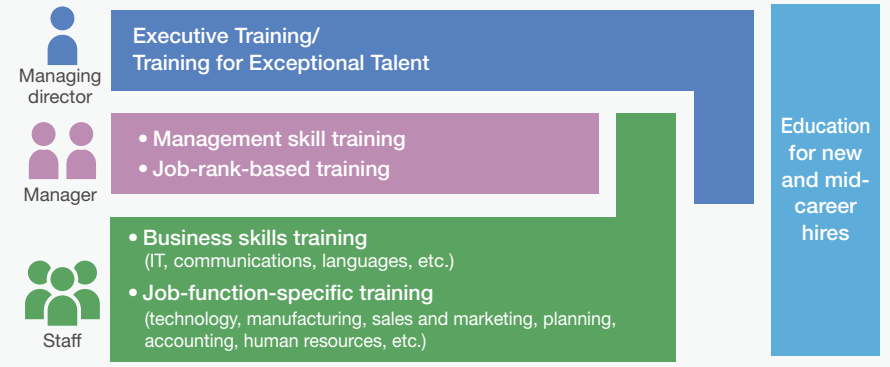 Managing
director
Executive Training/
Training for Exceptional Talent
Manager
• Management skill training
• Job-rank-based training
Staff
• Business skills training
(IT, communications, languages, etc.)
• Job-function-specific training
(technology, manufacturing, sales and marketing, planning,
accounting, human resources, etc.)
Education
for new
and mid-
career
hires